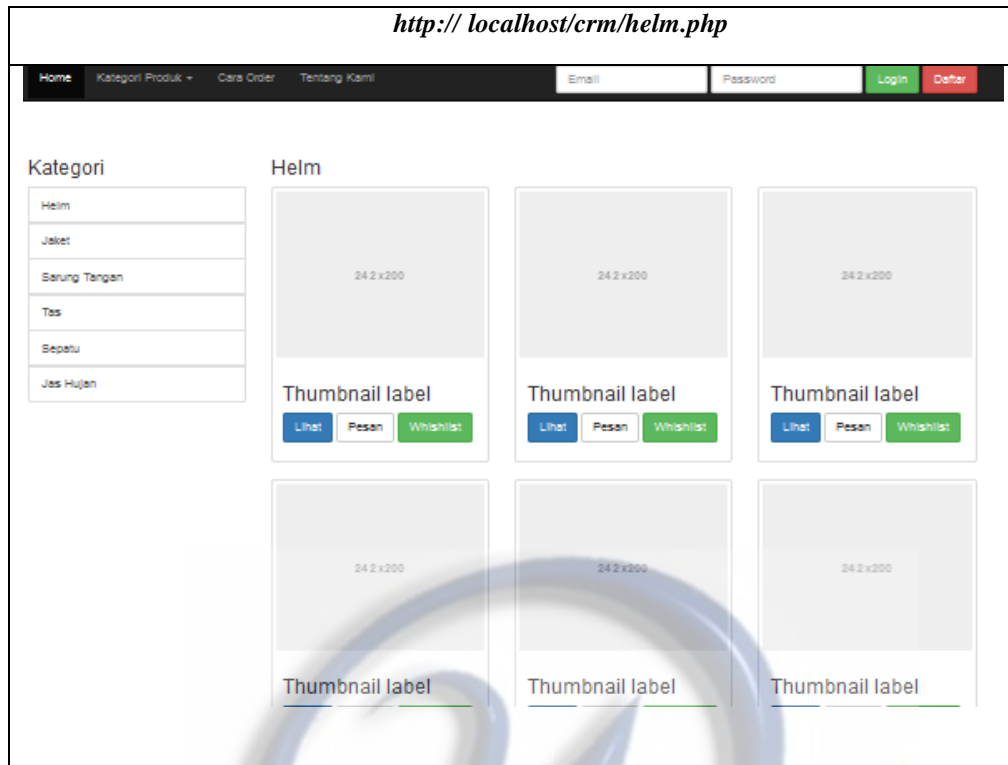 http:// localhost/crm/helm.php
Home Kategori Produk Cara Order Tentang Kami Email Password Login Daftar
Kategori
Helm
Jaket
Sarung Tangan
Tas
Sepatu
Jas Hujan
Helm
242x200 242x200 242x200
Thumbnail label Thumbnail label Thumbnail label
Lihat Pesan Whishlist Lihat Pesan Whishlist Lihat Pesan Whishlist
242x200 242x200 242x200
Thumbnail label Thumbnail label Thumbnail label